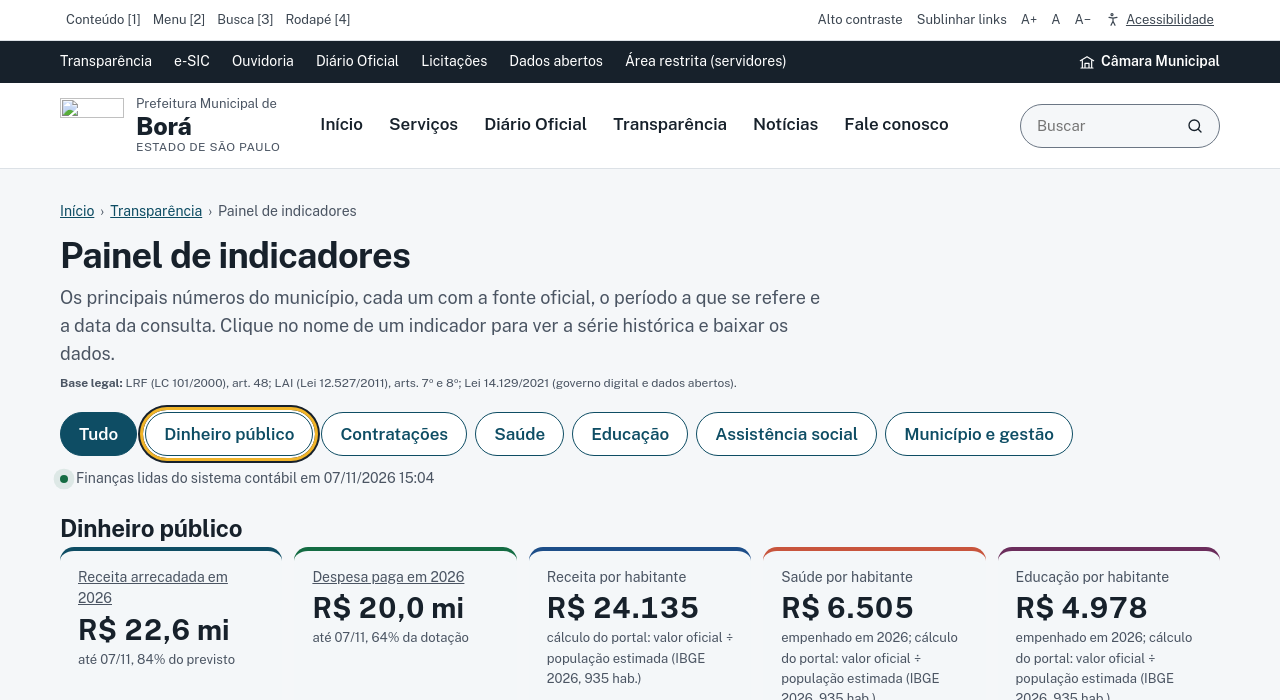 Conteúdo [1] Menu [2] Busca [3] Rodapé [4] Alto contraste Sublinhar links A+ A A− Acessibilidade
Transparência e-SIC Ouvidoria Diário Oficial Licitações Dados abertos Área restrita (servidores) Câmara Municipal
Prefeitura Municipal de
Borá
ESTADO DE SÃO PAULO
Início Serviços Diário Oficial Transparência Notícias Fale conosco Buscar
Início › Transparência › Painel de indicadores
Painel de indicadores
Os principais números do município, cada um com a fonte oficial, o período a que se refere e
a data da consulta. Clique no nome de um indicador para ver a série histórica e baixar os
dados.
Base legal: LRF (LC 101/2000), art. 48; LAI (Lei 12.527/2011), arts. 7º e 8º; Lei 14.129/2021 (governo digital e dados abertos).
Tudo Dinheiro público Contratações Saúde Educação Assistência social Município e gestão
Finanças lidas do sistema contábil em 07/11/2026 15:04
Dinheiro público
Receita arrecadada em
2026
R$ 22,6 mi
até 07/11, 84% do previsto
Despesa paga em 2026
R$ 20,0 mi
até 07/11, 64% da dotação
Receita por habitante
R$ 24.135
cálculo do portal: valor oficial ÷
população estimada (IBGE
2026, 935 hab.)
Saúde por habitante
R$ 6.505
empenhado em 2026; cálculo
do portal: valor oficial ÷
população estimada (IBGE
2026, 935 hab.)
Educação por habitante
R$ 4.978
empenhado em 2026; cálculo
do portal: valor oficial ÷
população estimada (IBGE
2026, 935 hab.)